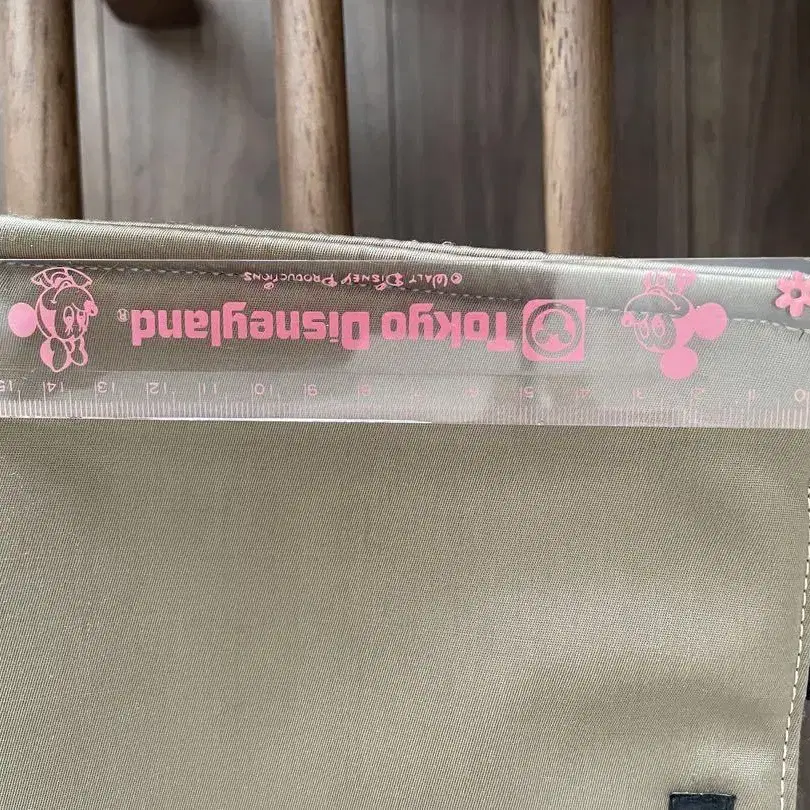 Tokyo Disneyland®
© WALT DISNEY PRODUCTIONS
0 1 2 3 4 5 6 7 8 9 10 11 12 13 14 15